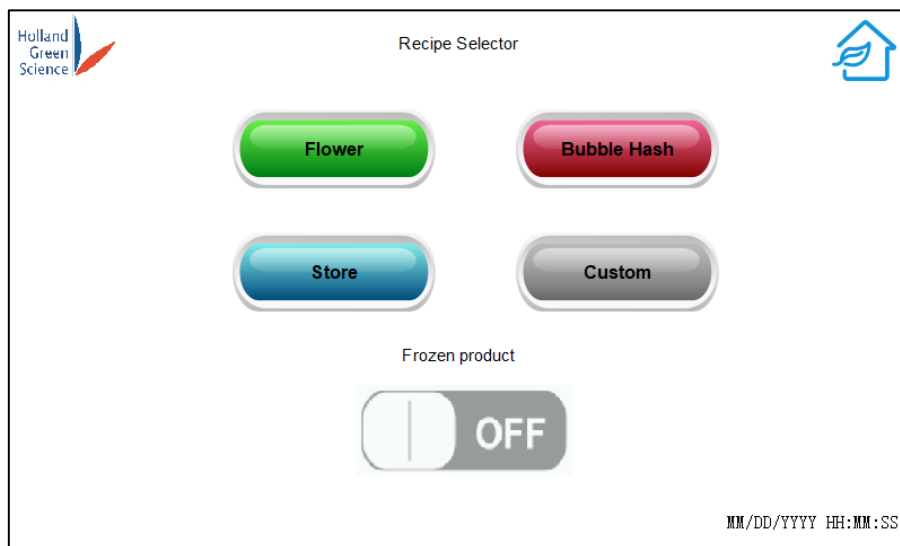 Holland
Green
Science
Recipe Selector
Flower
Bubble Hash
Store
Custom
Frozen product
OFF
MM/DD/YYYY HH:MM:SS